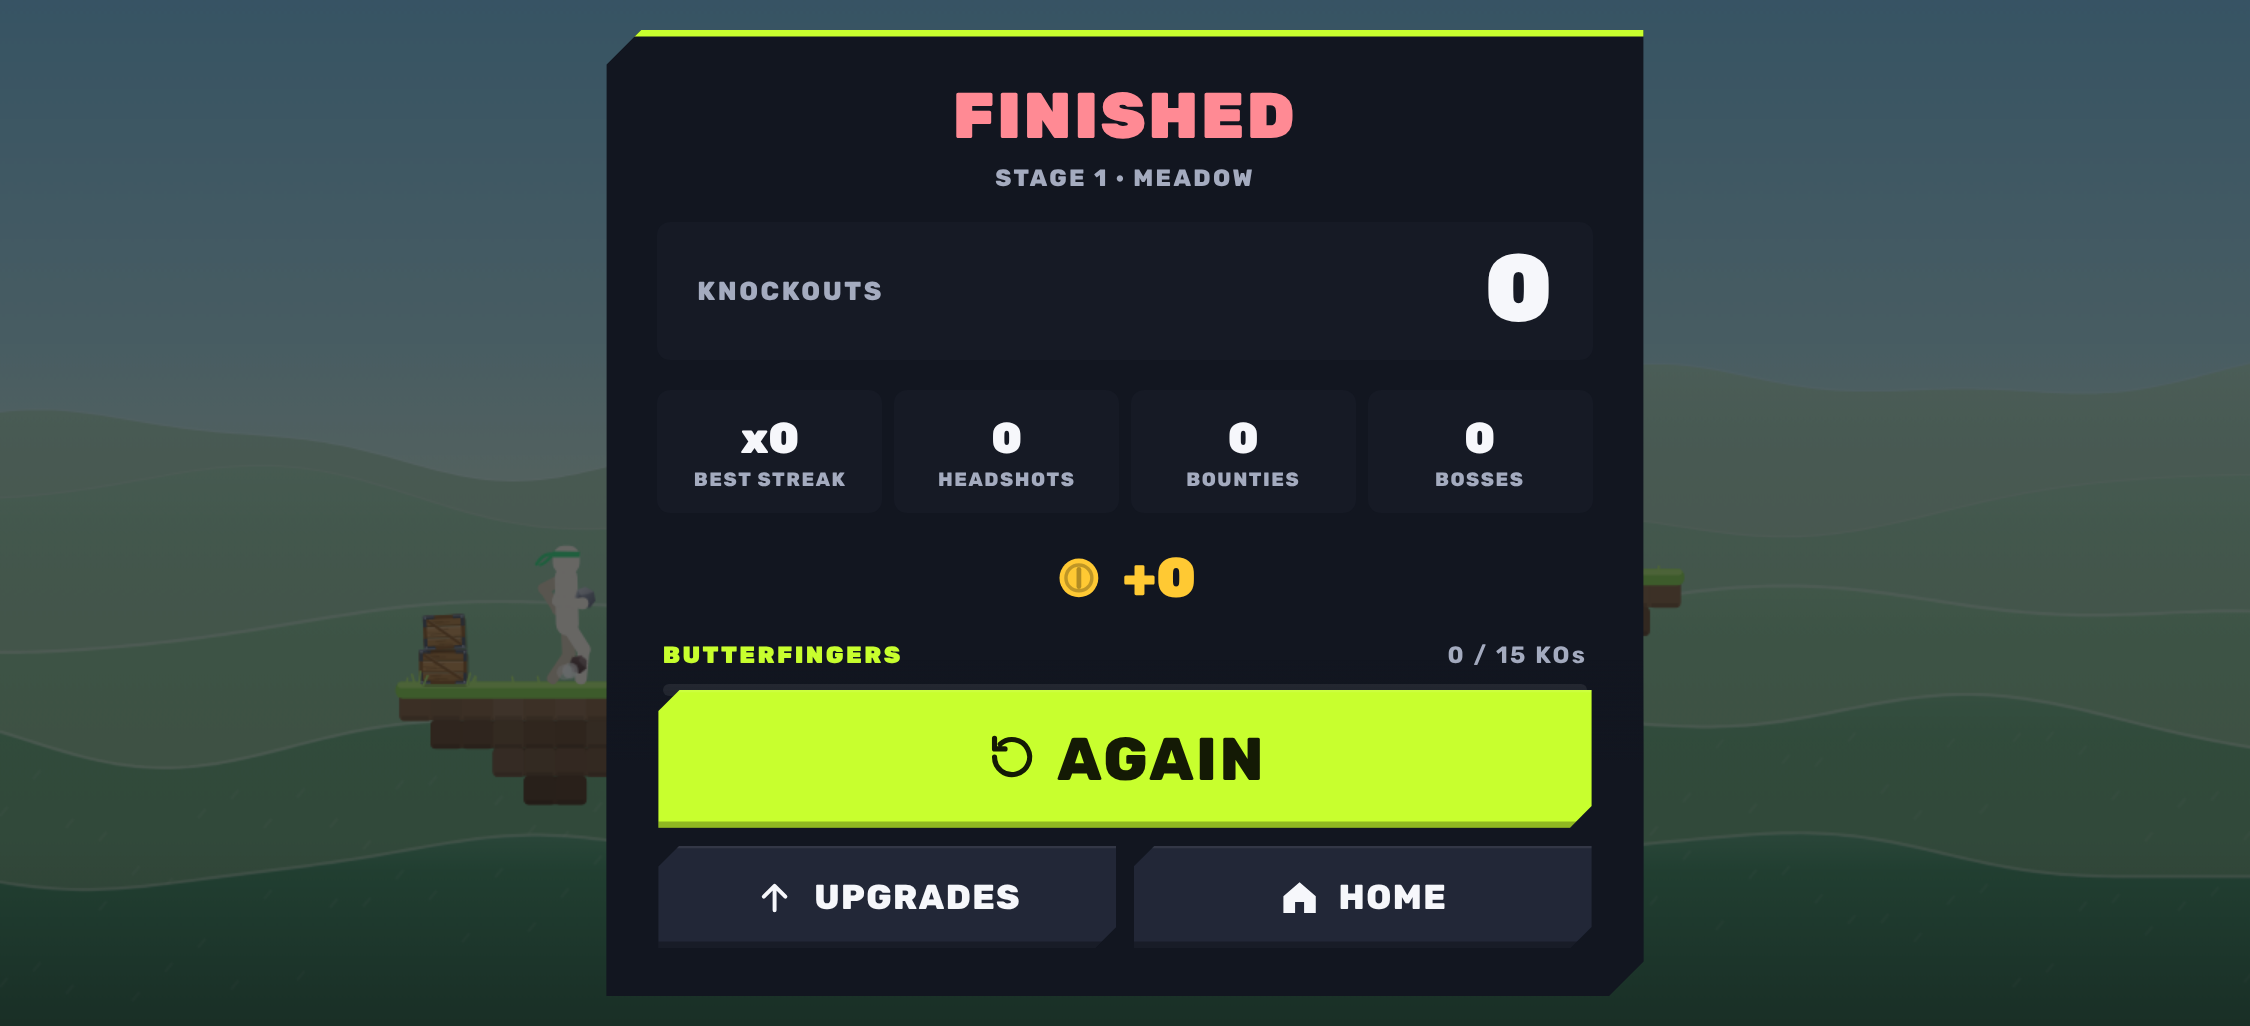 FINISHED
STAGE 1 • MEADOW
KNOCKOUTS 0
x0 0 0 0
BEST STREAK HEADSHOTS BOUNTIES BOSSES
+0
BUTTERFINGERS 0 / 15 KOs
AGAIN
UPGRADES HOME